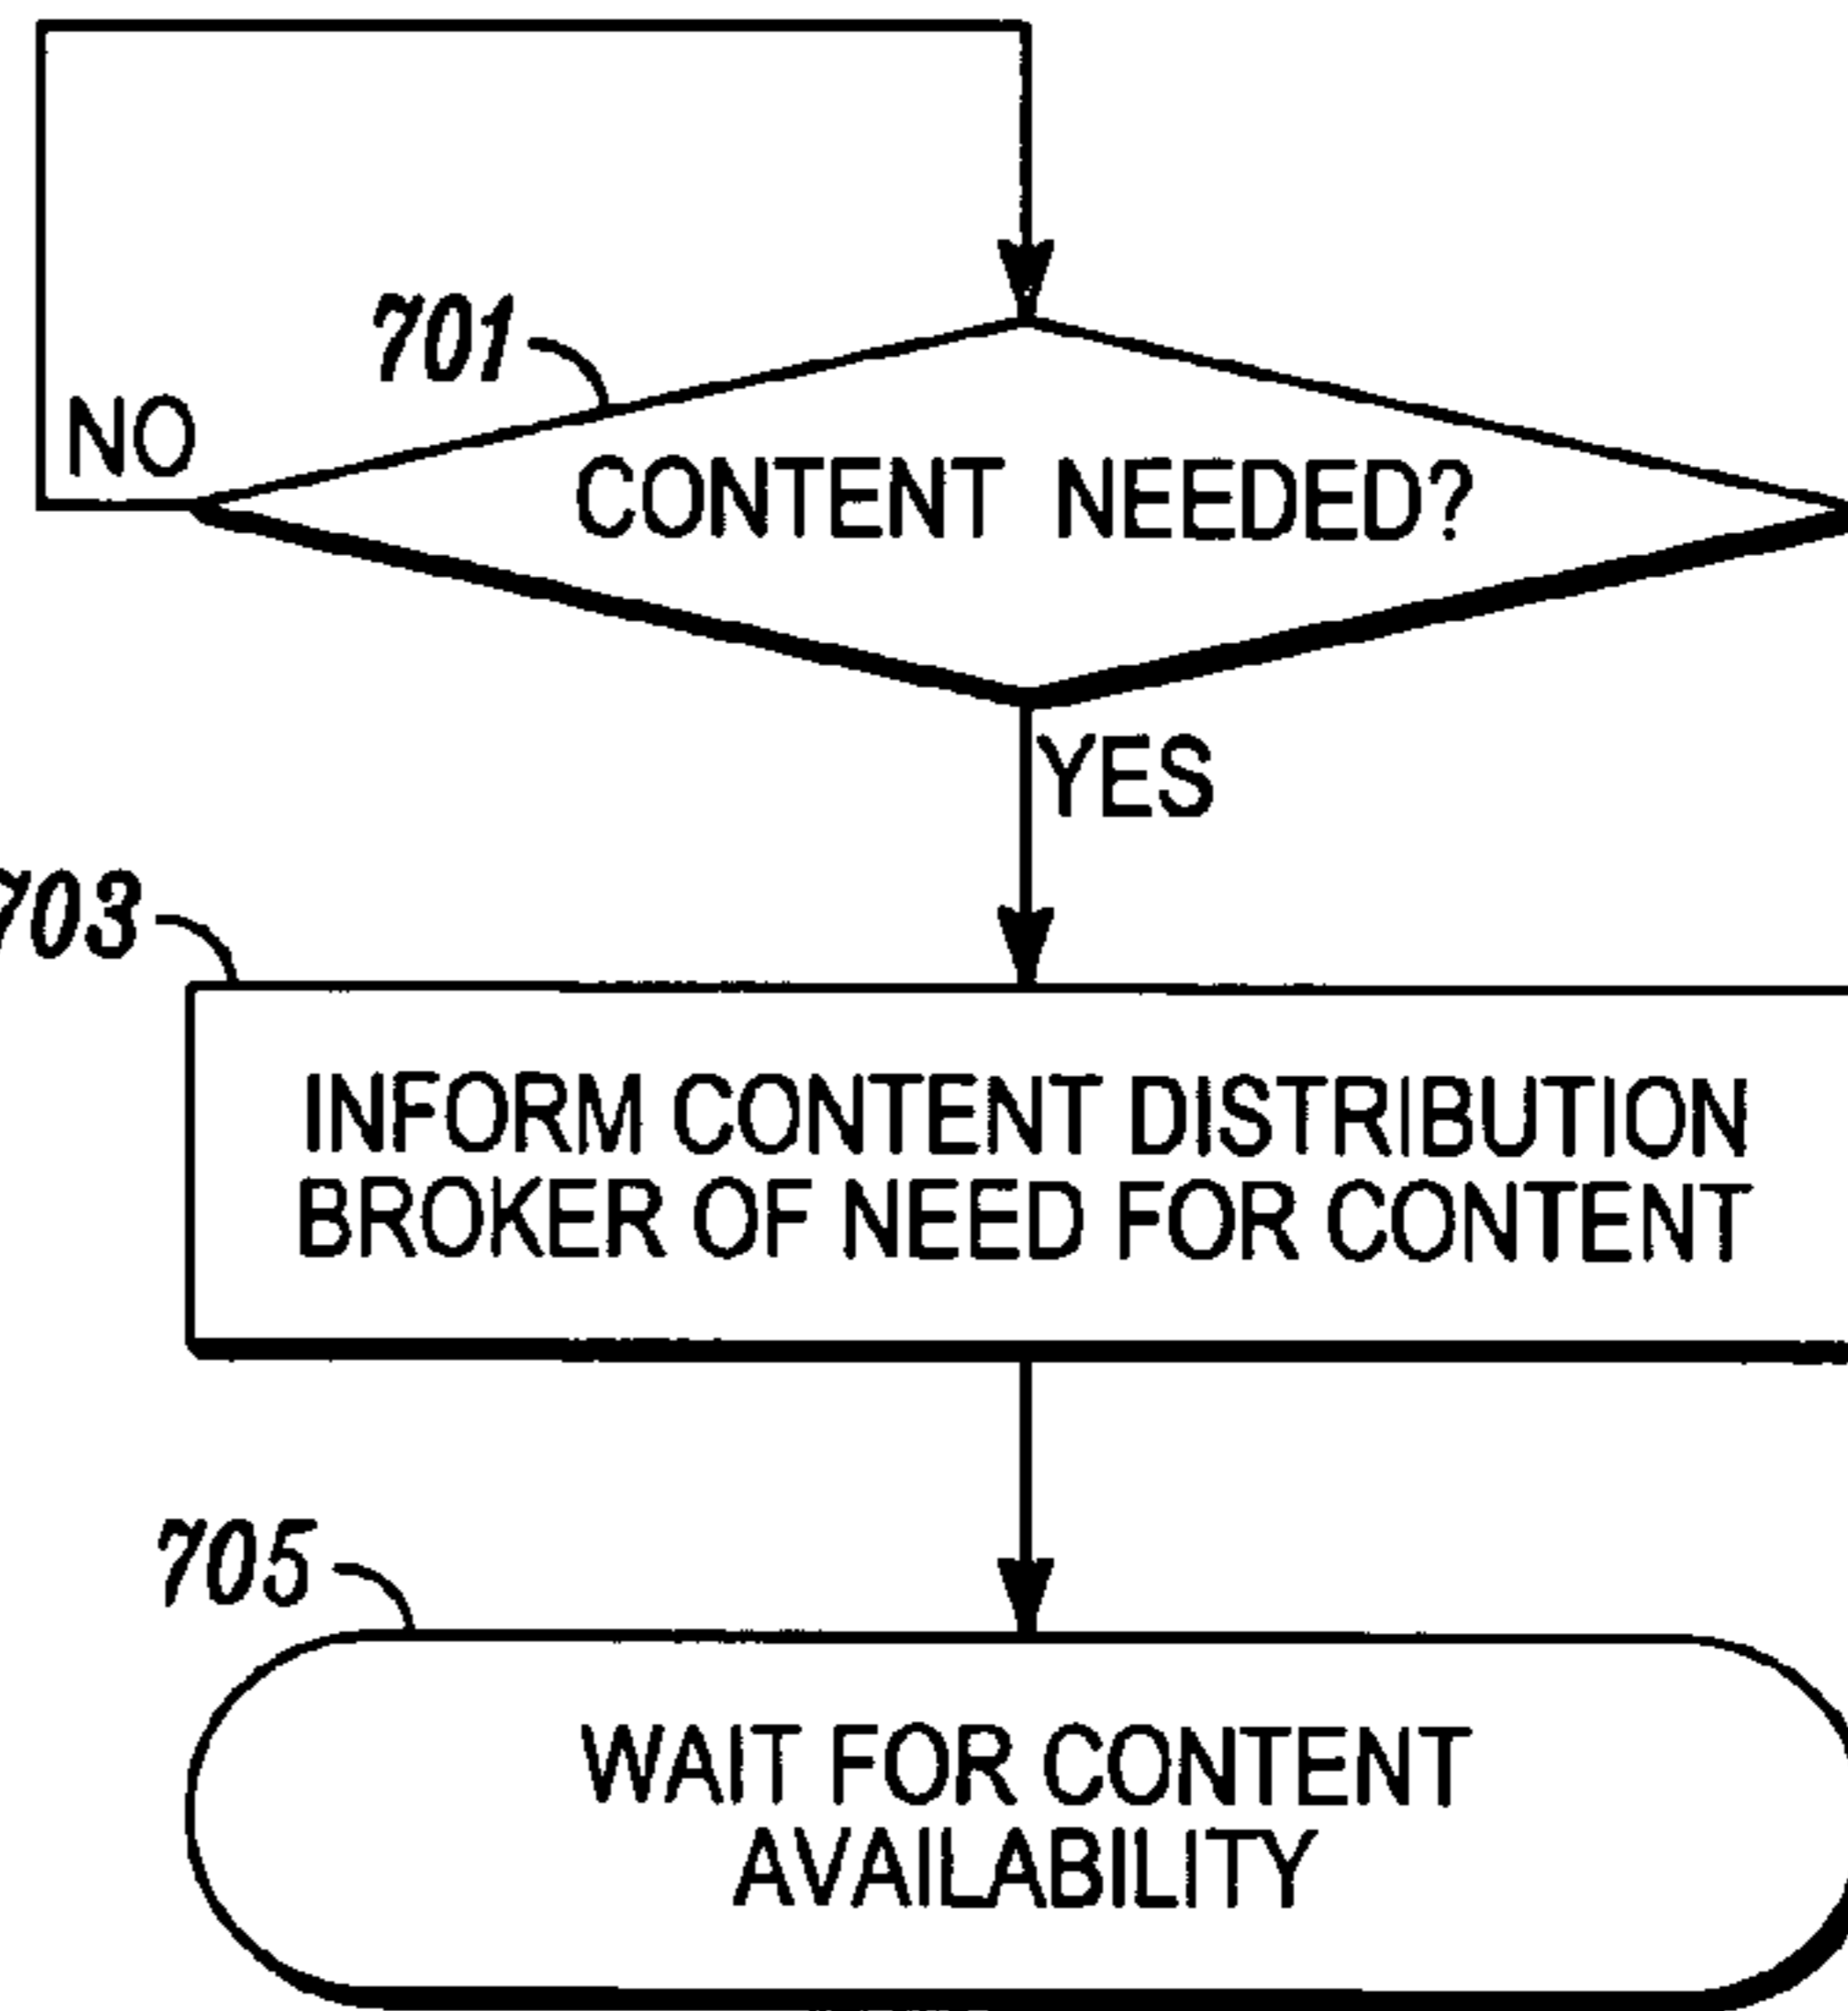 701
NO
CONTENT NEEDED?
YES
703
INFORM CONTENT DISTRIBUTION
BROKER OF NEED FOR CONTENT
705
WAIT FOR CONTENT
AVAILABILITY